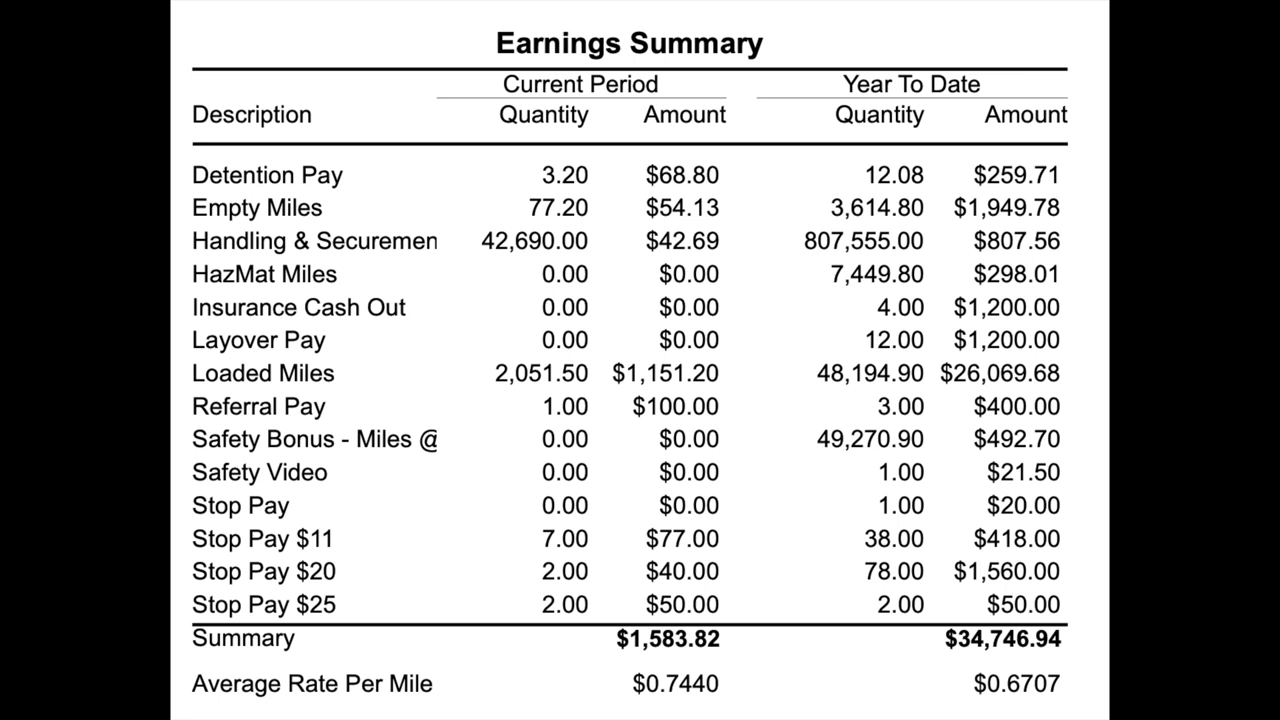 Earnings Summary
Current Period Year To Date
Description Quantity Amount Quantity Amount
Detention Pay 3.20 $68.80 12.08 $259.71
Empty Miles 77.20 $54.13 3,614.80 $1,949.78
Handling & Securemen 42,690.00 $42.69 807,555.00 $807.56
HazMat Miles 0.00 $0.00 7,449.80 $298.01
Insurance Cash Out 0.00 $0.00 4.00 $1,200.00
Layover Pay 0.00 $0.00 12.00 $1,200.00
Loaded Miles 2,051.50 $1,151.20 48,194.90 $26,069.68
Referral Pay 1.00 $100.00 3.00 $400.00
Safety Bonus - Miles @ 0.00 $0.00 49,270.90 $492.70
Safety Video 0.00 $0.00 1.00 $21.50
Stop Pay 0.00 $0.00 1.00 $20.00
Stop Pay $11 7.00 $77.00 38.00 $418.00
Stop Pay $20 2.00 $40.00 78.00 $1,560.00
Stop Pay $25 2.00 $50.00 2.00 $50.00
Summary $1,583.82 $34,746.94
Average Rate Per Mile $0.7440 $0.6707